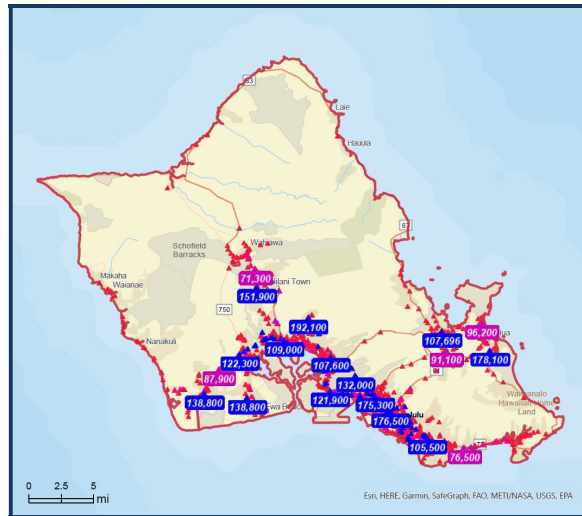 83
Laie
Hauula
83
Wahiawa
Schofield
Barracks
71,300
Makaha
Waianae
151,900
750
192,100
Nanakuli
107,696
96,200
109,000
122,300
107,600
91,100
178,100
87,900
132,000
Waimanalo
Hawaiian Home
Land
138,800
138,800
121,900
175,300
176,500
105,500
76,500
0 2.5 5
mi
Esri, HERE, Garmin, SafeGraph, FAO, METI/NASA, USGS, EPA